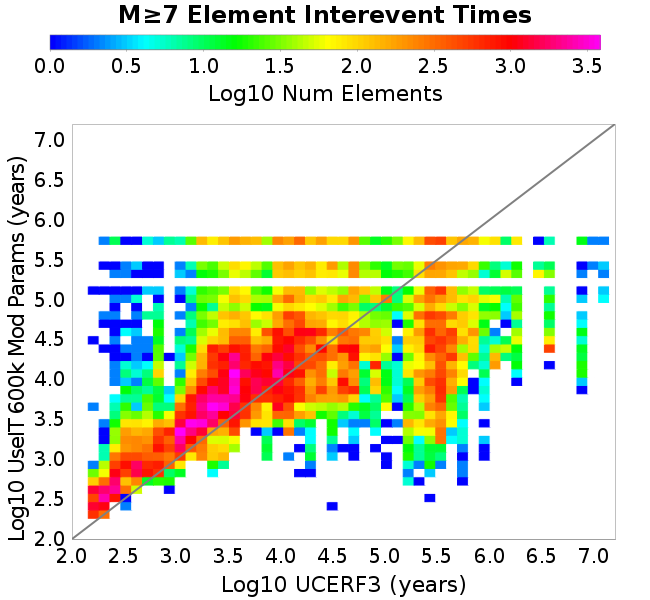 M≥7 Element Interevent Times
0.0 0.5 1.0 1.5 2.0 2.5 3.0 3.5
Log10 Num Elements
Log10 UseIT 600k Mod Params (years)
7.0
6.5
6.0
5.5
5.0
4.5
4.0
3.5
3.0
2.5
2.0
2.0 2.5 3.0 3.5 4.0 4.5 5.0 5.5 6.0 6.5 7.0
Log10 UCERF3 (years)